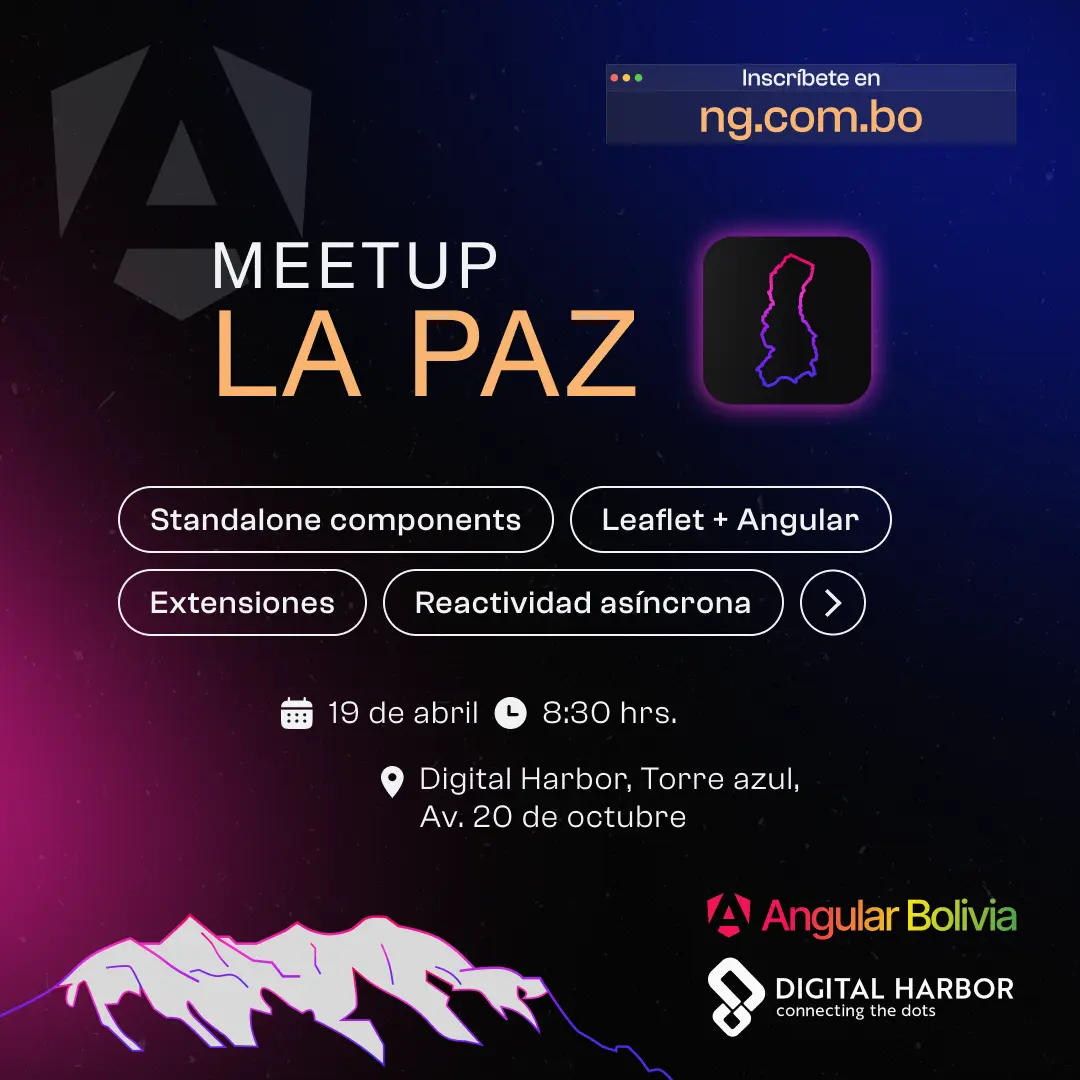 Inscríbete en
ng.com.bo
MEETUP
LA PAZ
Standalone components
Leaflet + Angular
Extensiones
Reactividad asíncrona
19 de abril
8:30 hrs.
Digital Harbor, Torre azul,
Av. 20 de octubre
Angular Bolivia
DIGITAL HARBOR
connecting the dots